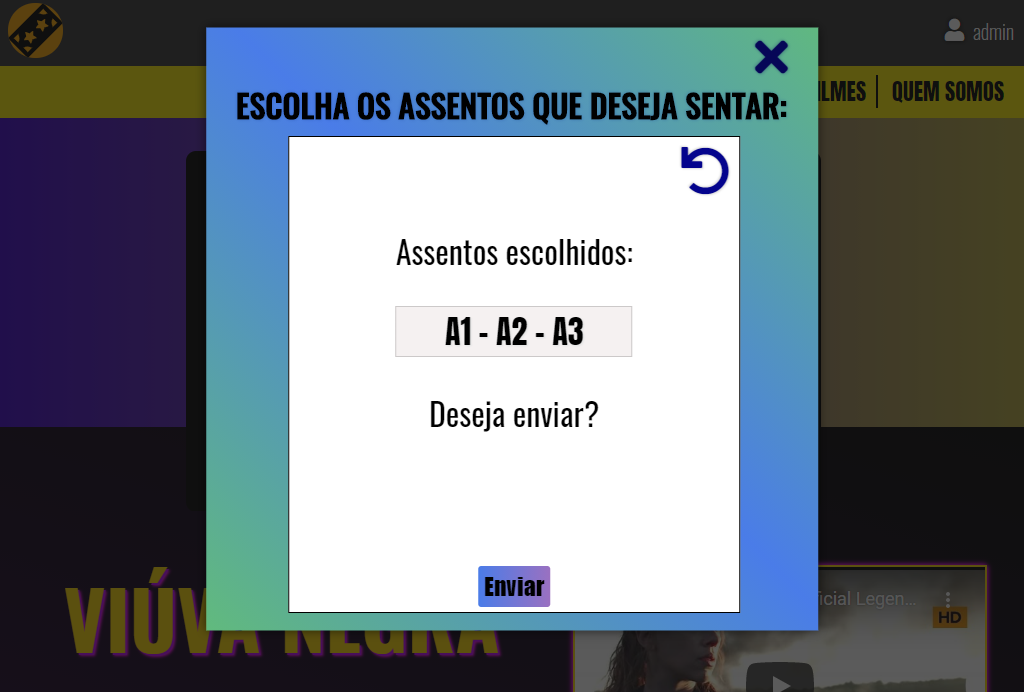 admin
QUEM SOMOS
ESCOLHA OS ASSENTOS QUE DESEJA SENTAR:
Assentos escolhidos:
A1 - A2 - A3
Deseja enviar?
Enviar
VIÚVA NEGRA
Legen...
HD